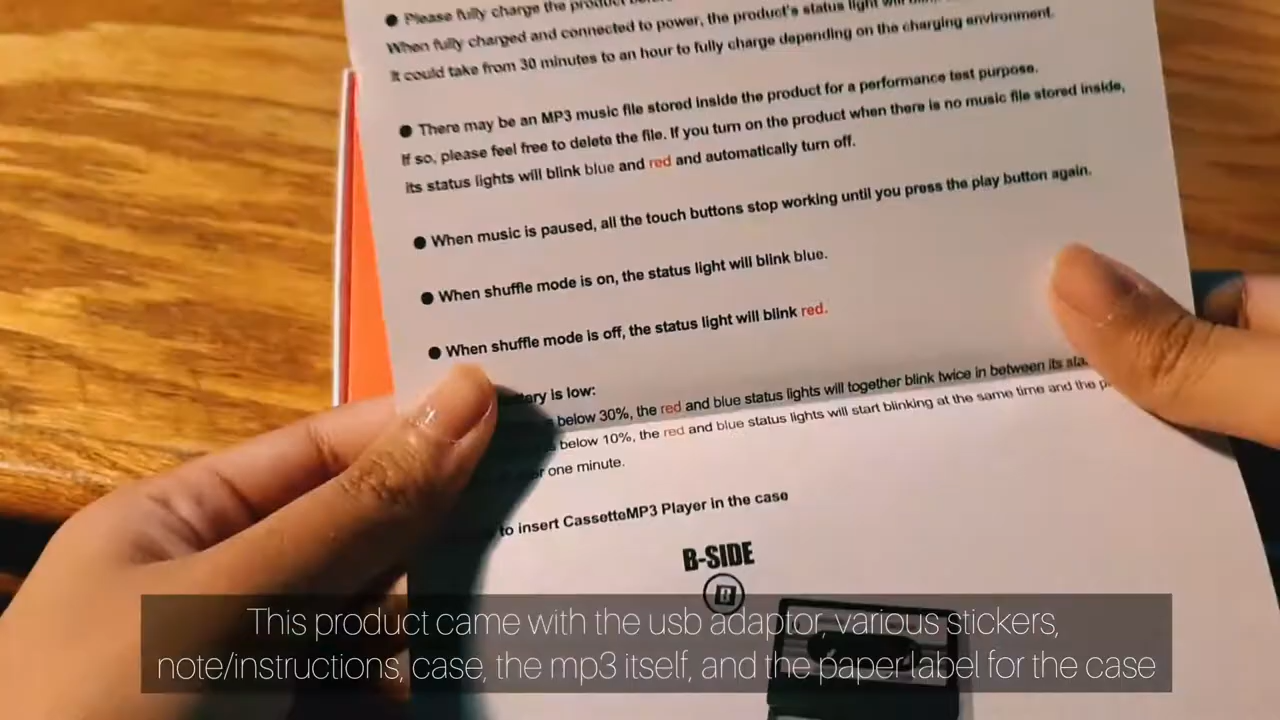 ● Please fully charge the product
When fully charged and connected to power, the product's status light will
It could take from 30 minutes to an hour to fully charge depending on the charging environment.
● There may be an MP3 music file stored inside the product for a performance test purpose.
If so, please feel free to delete the file. If you turn on the product when there is no music file stored inside,
its status lights will blink blue and red and automatically turn off.
● When music is paused, all the touch buttons stop working until you press the play button again.
● When shuffle mode is on, the status light will blink blue.
● When shuffle mode is off, the status light will blink red.
is low:
below 30%, the red and blue status lights will together blink twice in between its
below 10%, the red and blue status lights will start blinking at the same time and the
one minute.
to insert CassetteMP3 Player in the case
B-SIDE
B
This product came with the usb adaptor, various stickers,
note/instructions, case, the mp3 itself, and the paper label for the case